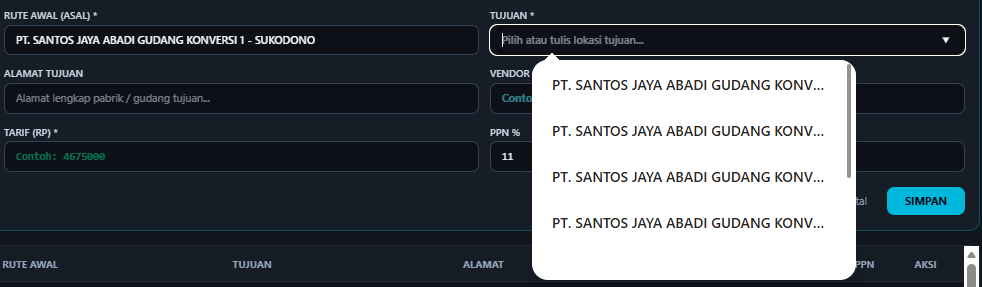 RUTE AWAL (ASAL) *
TUJUAN *
PT. SANTOS JAYA ABADI GUDANG KONVERSI 1 - SUKODONO
Pilih atau tulis lokasi tujuan...
ALAMAT TUJUAN
VENDOR
Alamat lengkap pabrik / gudang tujuan...
Conto
PT. SANTOS JAYA ABADI GUDANG KONV...
PT. SANTOS JAYA ABADI GUDANG KONV...
PT. SANTOS JAYA ABADI GUDANG KONV...
PT. SANTOS JAYA ABADI GUDANG KONV...
TARIF (RP) *
PPN %
Contoh: 4675000
11
tal
SIMPAN
RUTE AWAL
TUJUAN
ALAMAT
PPN
AKSI